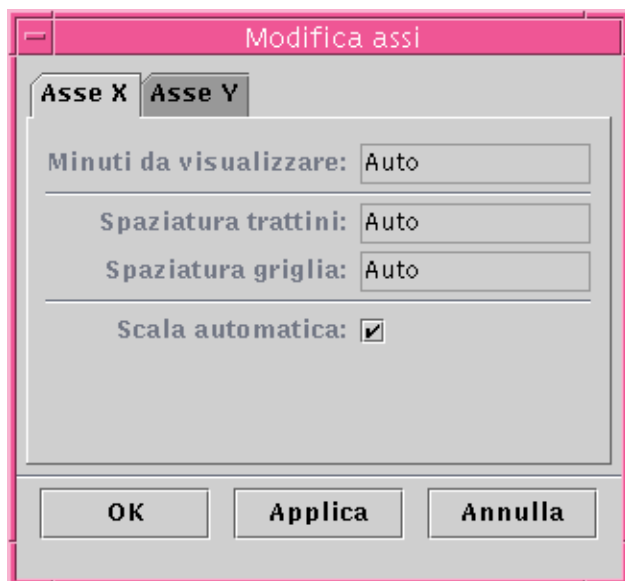 Modifica assi
Asse X Asse Y
Minuti da visualizzare: Auto
Spaziatura trattini: Auto
Spaziatura griglia: Auto
Scala automatica:
OK Applica Annulla